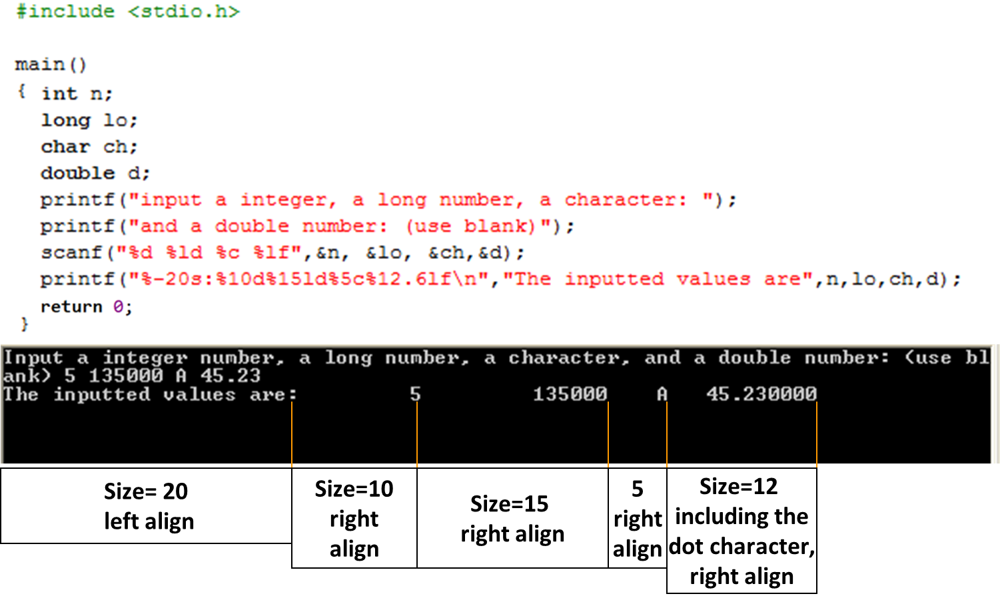 #include <stdio.h>
main()
{ int n;
long lo;
char ch;
double d;
printf("input a integer, a long number, a character: ");
printf("and a double number: (use blank)");
scanf("%d %ld %c %lf",&n, &lo, &ch,&d);
printf("%-20s:%10d%15ld%5c%12.6lf\n","The inputted values are",n,lo,ch,d);
return 0;
}
Input a integer number, a long number, a character, and a double number: (use bl
ank) 5 135000 A 45.23
The inputted values are: 5 135000 A 45.230000
Size= 20
left align
Size=10
right
align
Size=15
right align
5
right
align
Size=12
including the
dot character,
right align